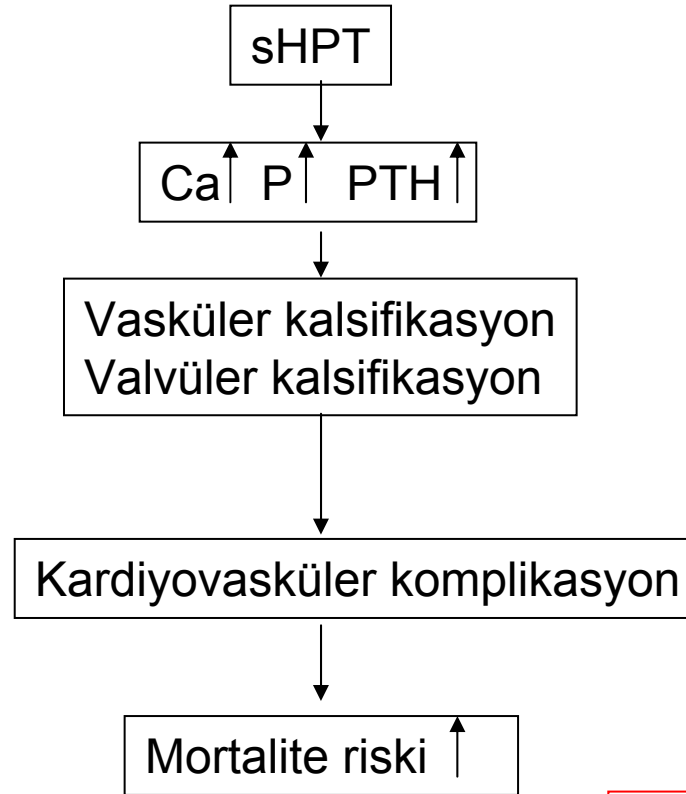 sHPT
Ca↑ P↑ PTH↑
Vasküler kalsifikasyon
Valvüler kalsifikasyon
Kardiyovasküler komplikasyon
Mortalite riski ↑